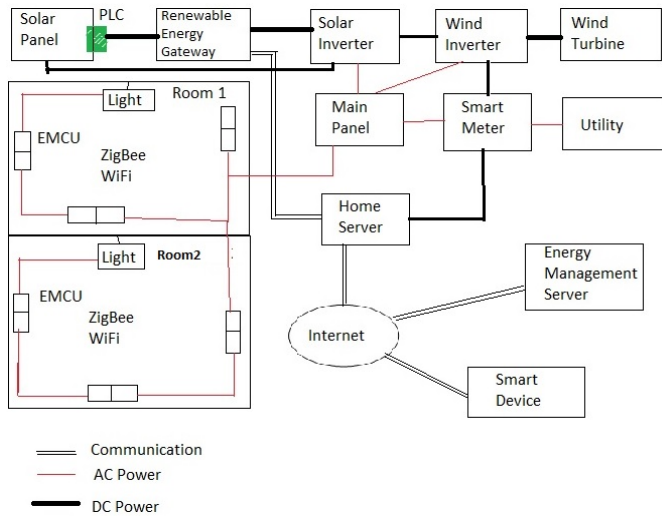 Solar
Panel
PLC
Renewable
Energy
Gateway
Solar
Inverter
Wind
Inverter
Wind
Turbine
Light
Room 1
EMCU
ZigBee
WiFi
Main
Panel
Smart
Meter
Utility
Home
Server
Light
Room2
EMCU
ZigBee
WiFi
Energy
Management
Server
Internet
Smart
Device
Communication
AC Power
DC Power